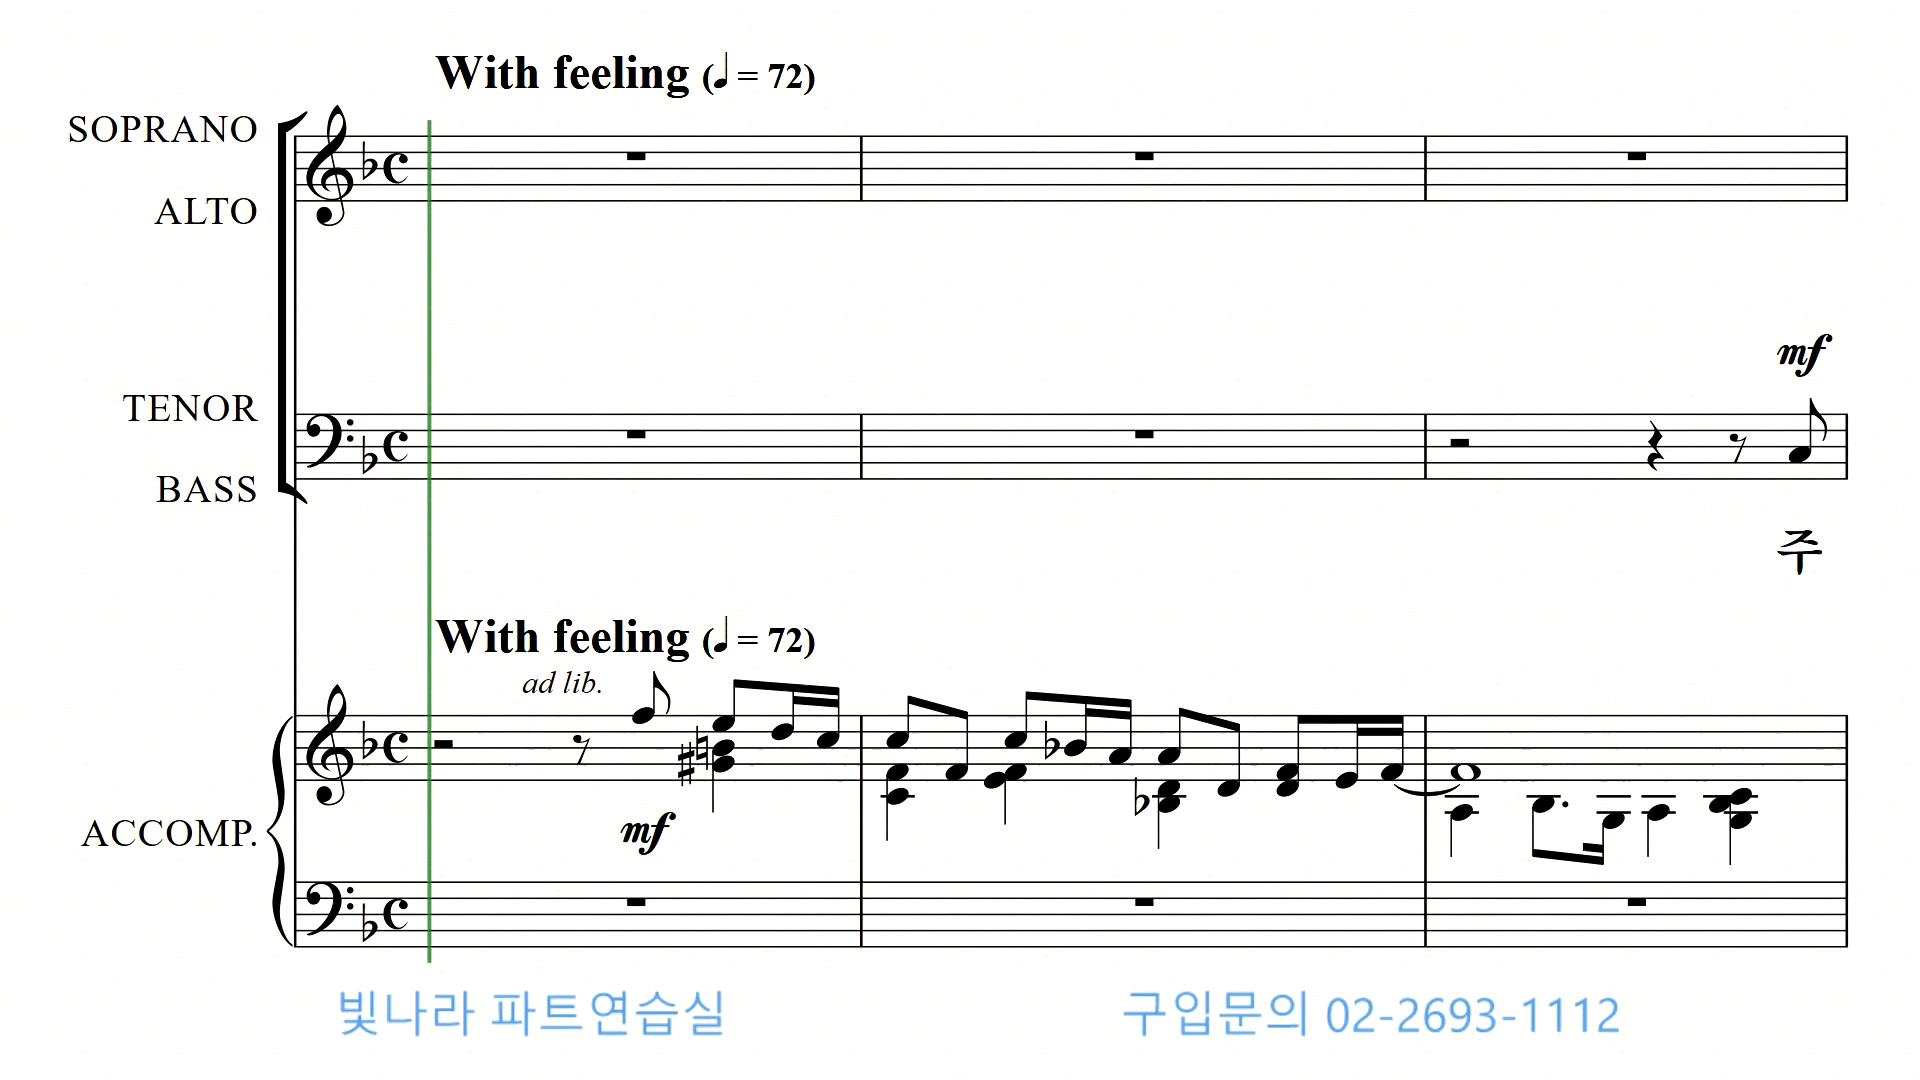 With feeling (♩ = 72)
SOPRANO
ALTO
mf
TENOR
BASS
주
With feeling (♩ = 72)
ad lib.
mf
ACCOMP.
빛나라 파트연습실
구입문의 02-2693-1112